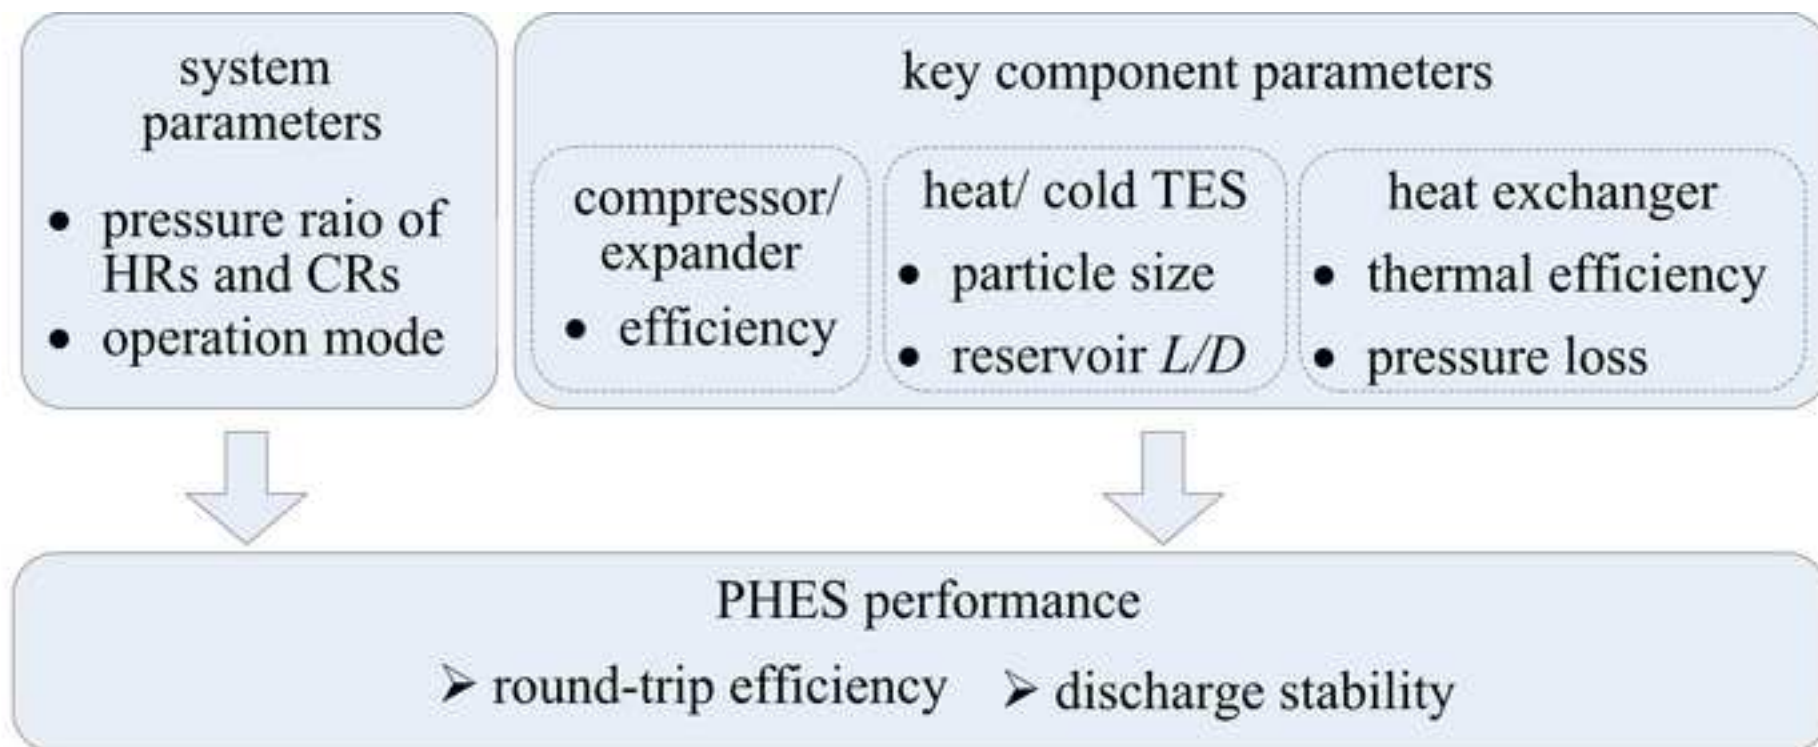 system
parameters
• pressure raio of
HRs and CRs
• operation mode
key component parameters
compressor/
expander
• efficiency
heat/ cold TES
• particle size
• reservoir L/D
heat exchanger
• thermal efficiency
• pressure loss
PHES performance
➢ round-trip efficiency ➢ discharge stability